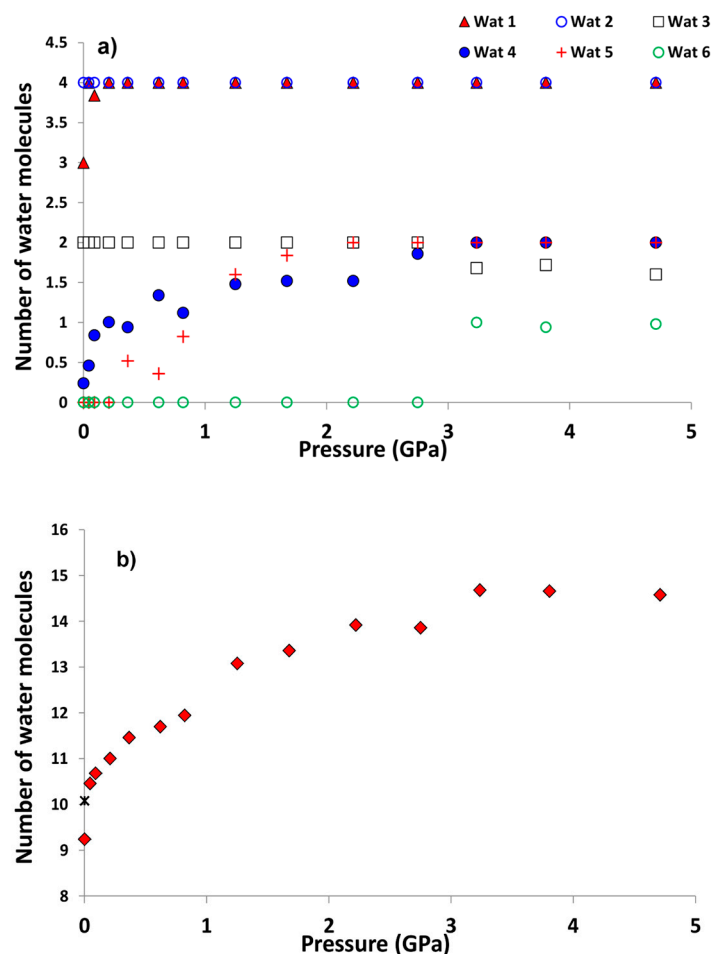 Wat 1 Wat 2 Wat 3
Wat 4 Wat 5 Wat 6
a)
4.5
4
3.5
3
2.5
2
1.5
1
0.5
0
Number of water molecules
0 1 2 3 4 5
Pressure (GPa)
b)
16
15
14
13
12
11
10
9
8
Number of water molecules
0 1 2 3 4 5
Pressure (GPa)